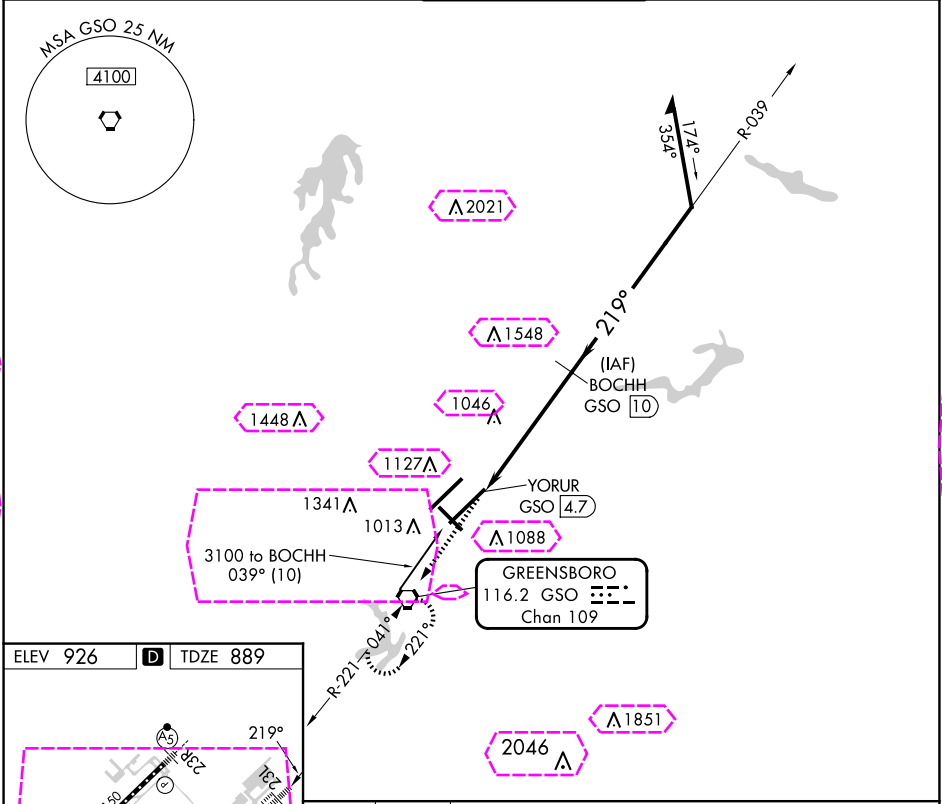 MSA GSO 25 NM
4100
R-039
174°
354°
2021
219°
1548
(IAF)
BOCHH
GSO 10
1046
1448
1127
YORUR
GSO 4.7
1341
1013
1088
3100 to BOCHH
039° (10)
GREENSBORO
116.2 GSO
Chan 109
R-221
041°
221°
ELEV 926
D
TDZE 889
1851
2046
219°
A5
23R
23L
P